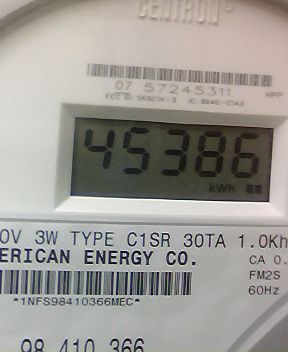 CENTRON
07 57245311
45386
kWh
0V 3W TYPE C1SR 30TA 1.0Kh
ERICAN ENERGY CO.
CA 0.
FM2S
60Hz
*1NFS98410366MEC*
98 410 366